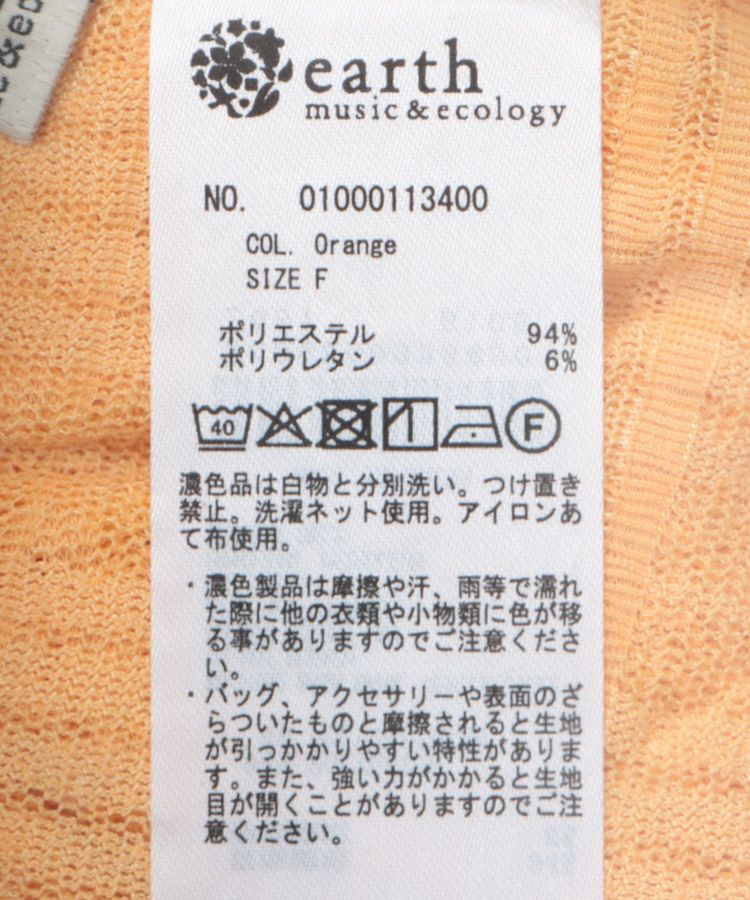 earth
music & ecology
NO. 01000113400
COL. Orange
SIZE F
ポリエステル 94%
ポリウレタン 6%
40 F
濃色品は白物と分別洗い。つけ置き
禁止。洗濯ネット使用。アイロンあ
て布使用。
・濃色製品は摩擦や汗、雨等で濡れ
た際に他の衣類や小物類に色が移
る事がありますのでご注意くださ
い。
・バッグ、アクセサリーや表面のざ
らついたものと摩擦されると生地
が引っかかりやすい特性がありま
す。また、強い力がかかると生地
目が開くことがありますのでご注
意ください。